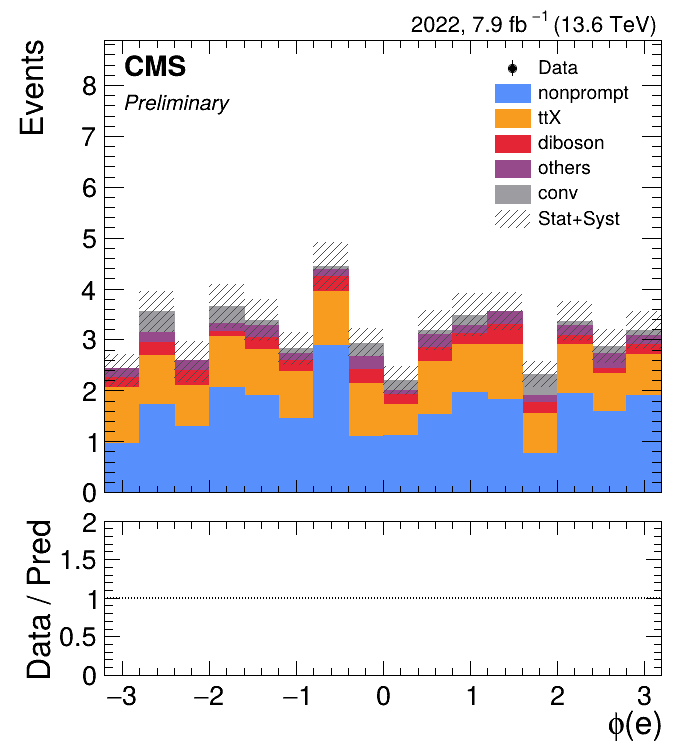 2022, 7.9 fb⁻¹ (13.6 TeV)
CMS
Preliminary
Data
nonprompt
ttX
diboson
others
conv
Stat+Syst
Events
8
7
6
5
4
3
2
1
0
Data / Pred
2
1.5
1
0.5
0
−3 −2 −1 0 1 2 3
ϕ(e)